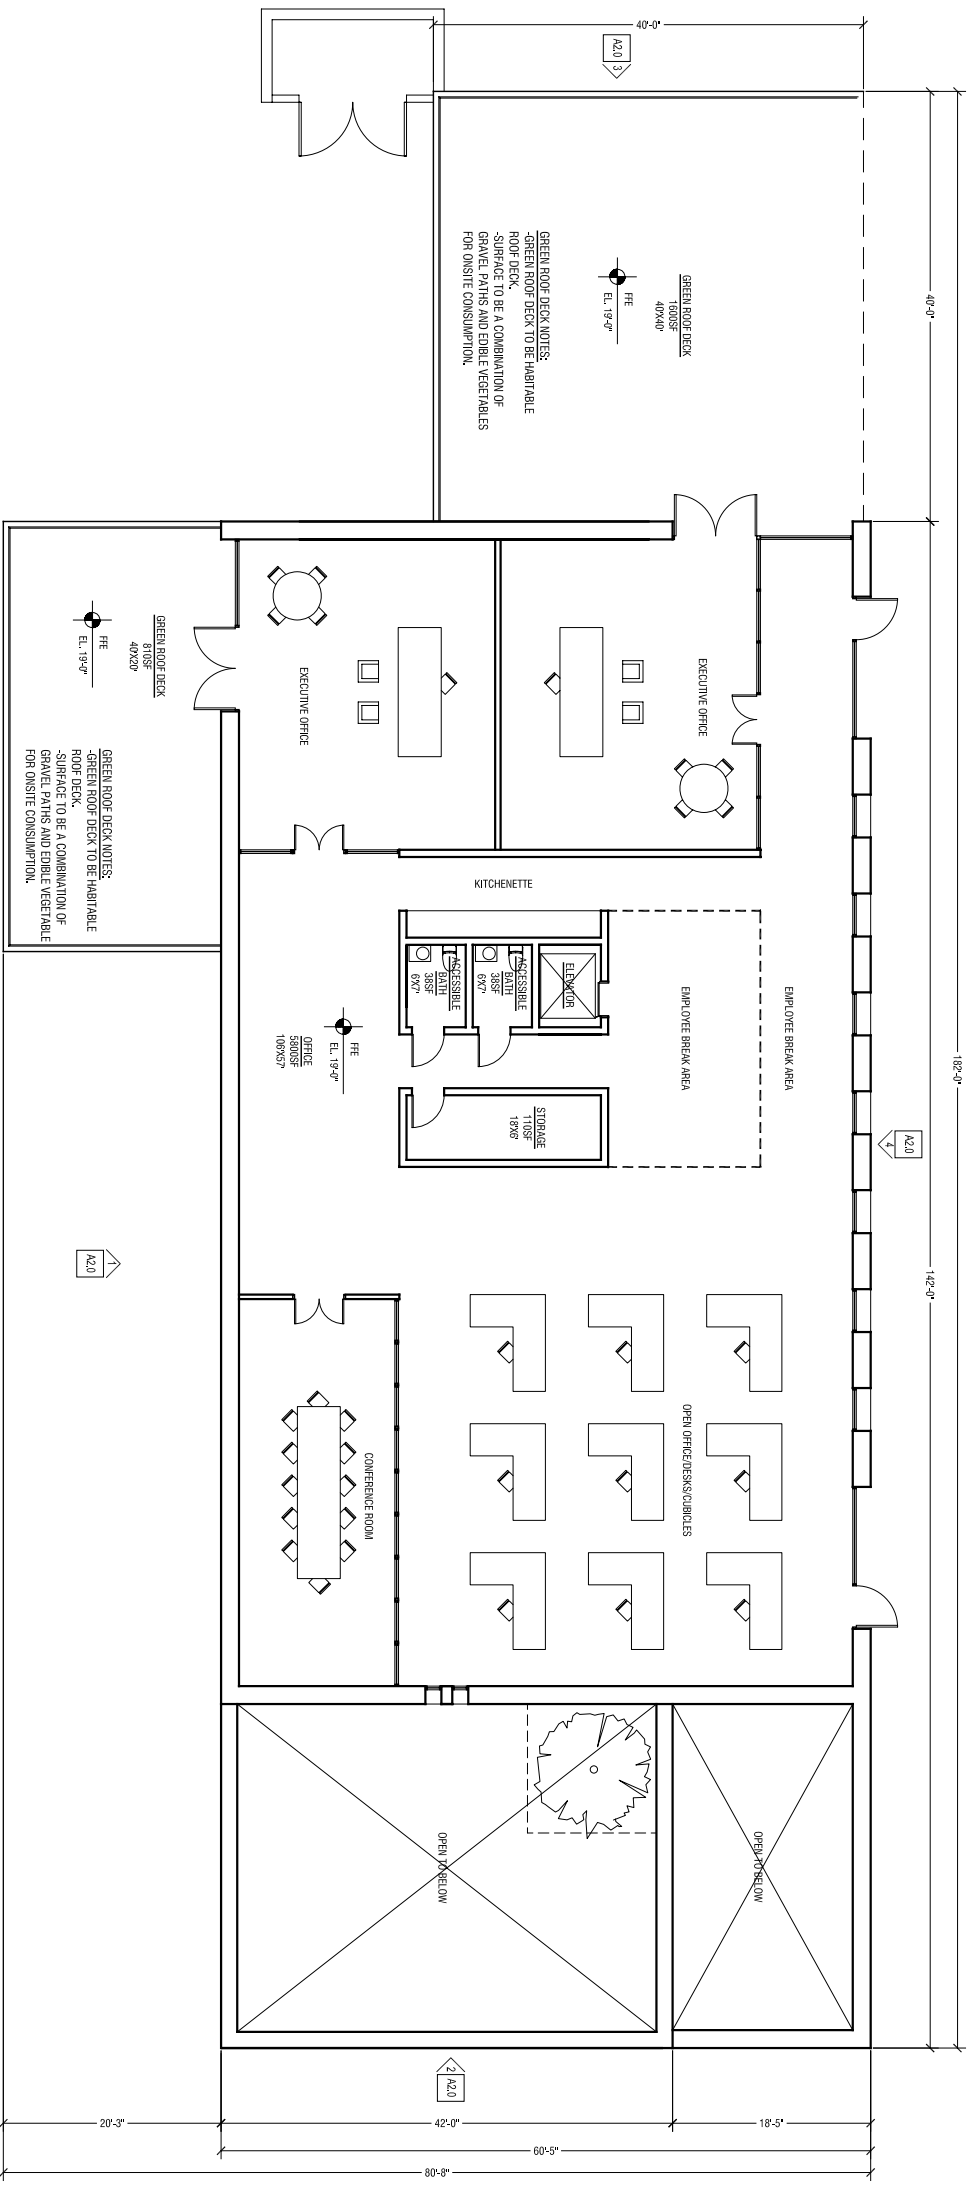 40'-0"
A2.0
3
40'-0"
182'-0"
GREEN ROOF DECK
1600SF
40'X40'
FFE
EL. 19'-0"
GREEN ROOF DECK NOTES:
-GREEN ROOF DECK TO BE HABITABLE
ROOF DECK.
-SURFACE TO BE A COMBINATION OF
GRAVEL PATHS AND EDIBLE VEGETABLES
FOR ONSITE CONSUMPTION.
GREEN ROOF DECK
810SF
40'X20'
FFE
EL. 19'-0"
GREEN ROOF DECK NOTES:
-GREEN ROOF DECK TO BE HABITABLE
ROOF DECK.
-SURFACE TO BE A COMBINATION OF
GRAVEL PATHS AND EDIBLE VEGETABLE
FOR ONSITE CONSUMPTION.
EXECUTIVE OFFICE
EXECUTIVE OFFICE
KITCHENETTE
ELEVATOR
ACCESSIBLE
BATH
38SF
6'X7'
ACCESSIBLE
BATH
38SF
6'X7'
EMPLOYEE BREAK AREA
EMPLOYEE BREAK AREA
FFE
EL. 19'-0"
OFFICE
5800SF
106'X57'
STORAGE
110SF
18'X6'
A2.0
4
142'-0"
1
A2.0
OPEN OFFICE/DESKS/CUBICLES
CONFERENCE ROOM
OPEN TO BELOW
OPEN TO BELOW
2
A2.0
20'-3"
42'-0"
18'-5"
60'-5"
80'-8"